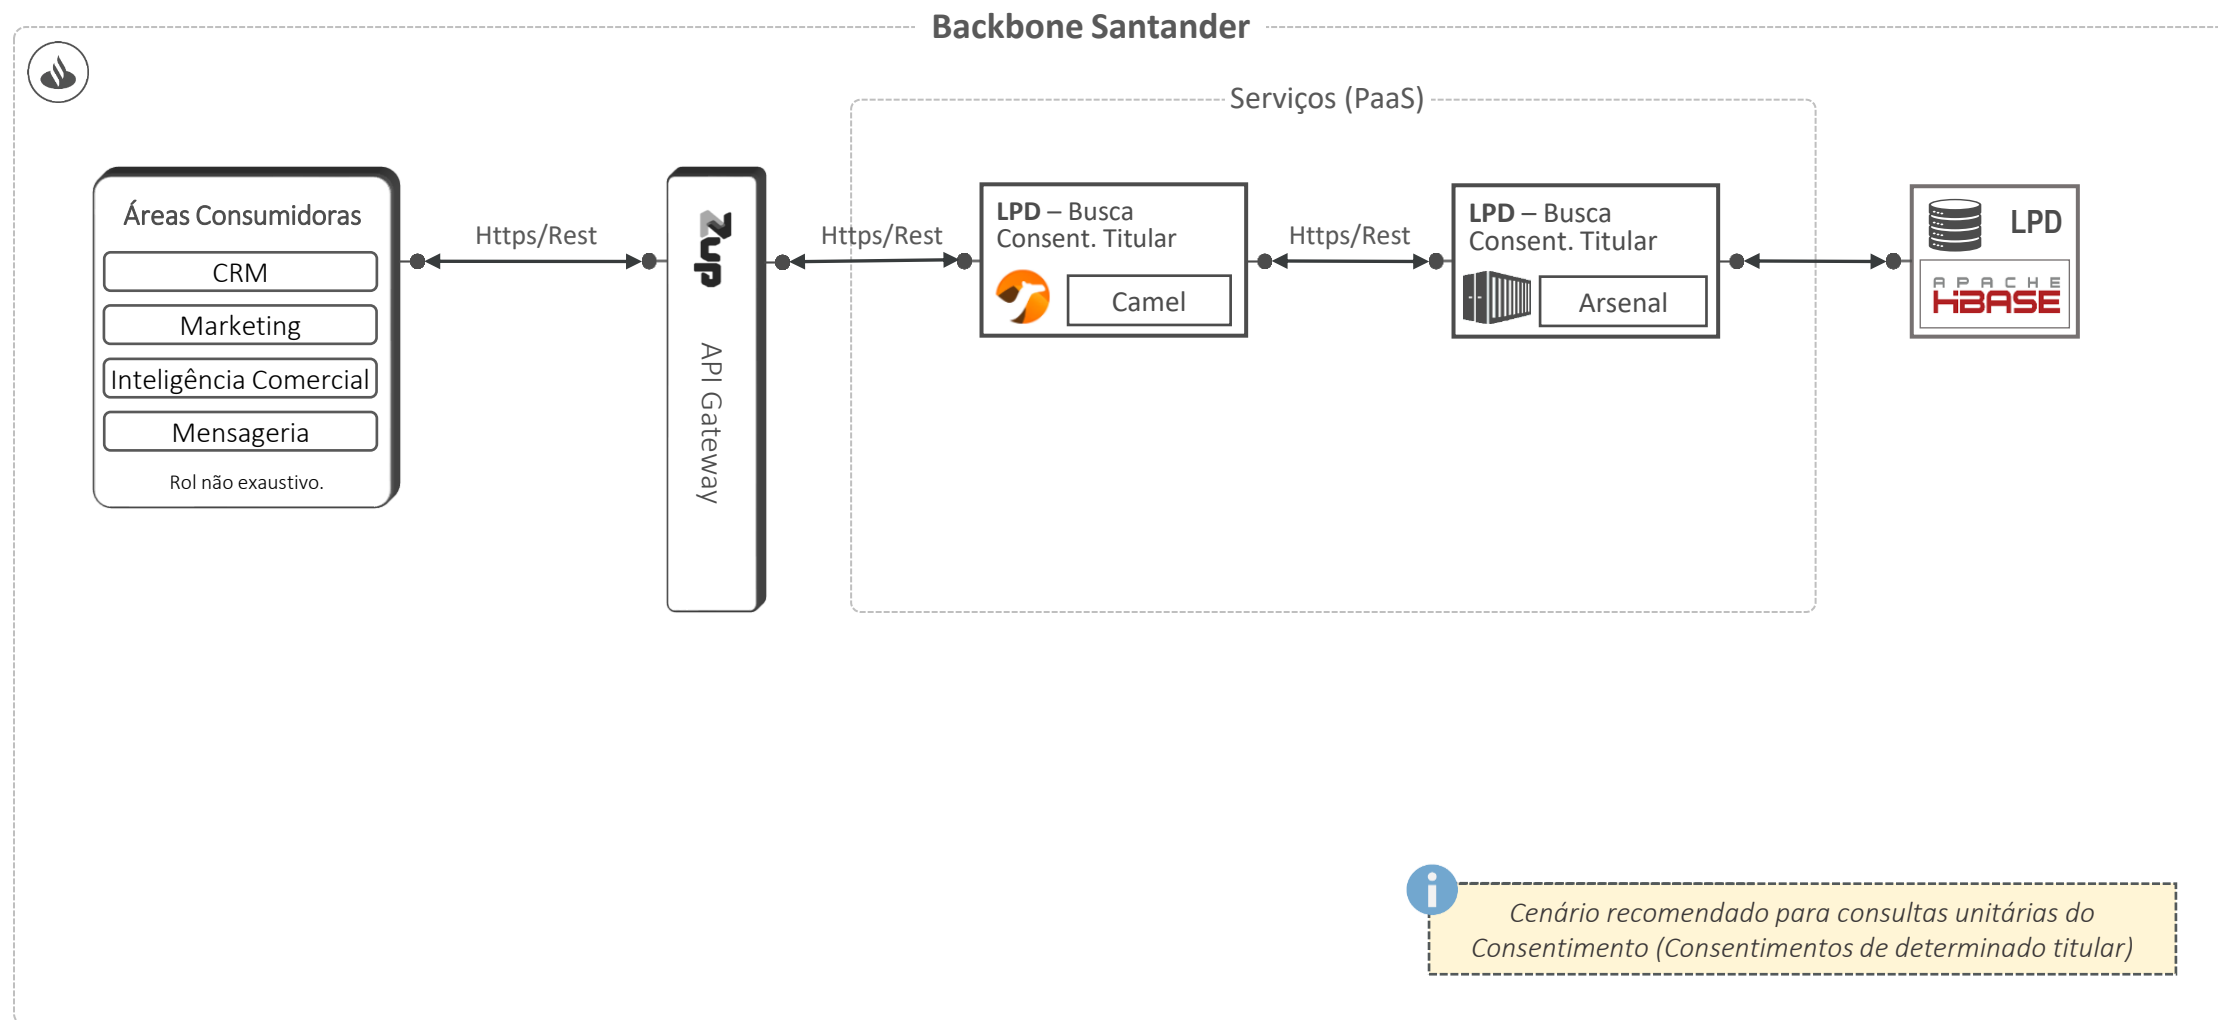 Backbone Santander
Serviços (PaaS)
Áreas Consumidoras
CRM
Marketing
Inteligência Comercial
Mensageria
Rol não exaustivo.
Https/Rest
Zup
API Gateway
Https/Rest
LPD – Busca
Consent. Titular
Camel
Https/Rest
LPD – Busca
Consent. Titular
Arsenal
LPD
APACHE
HBASE
i
Cenário recomendado para consultas unitárias do
Consentimento (Consentimentos de determinado titular)